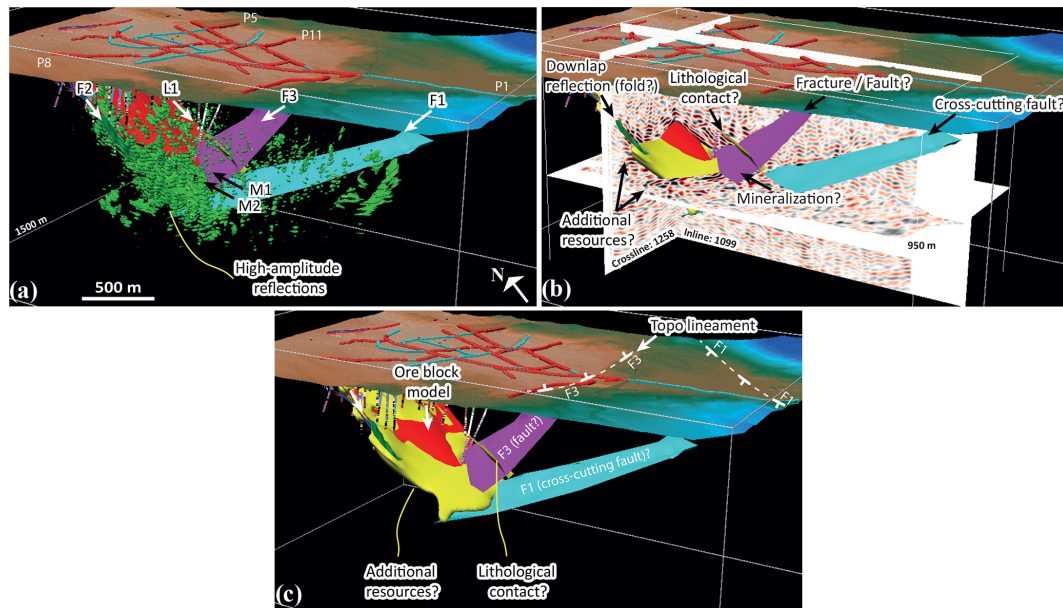 P5
P11
P8
P1
F2
L1
F3
F1
M1
M2
1500 m
High-amplitude
reflections
N
500 m
(a)
Downlap
reflection (fold?)
Lithological
contact?
Fracture / Fault ?
Cross-cutting fault?
Additional
resources?
Mineralization?
Crossline: 1258
Inline: 1099
950 m
(b)
Topo lineament
F3
F3
F1
F1
Ore block
model
F3 (fault?)
F1 (cross-cutting fault)?
Additional
resources?
Lithological
contact?
(c)